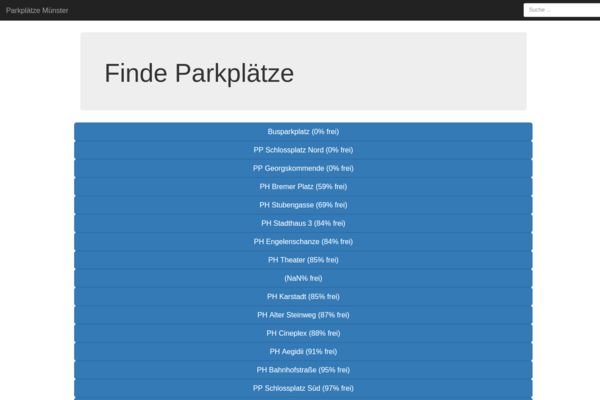 Parkplätze Münster
Suche ...
Finde Parkplätze
Busparkplatz (0% frei)
PP Schlossplatz Nord (0% frei)
PP Georgskommende (0% frei)
PH Bremer Platz (59% frei)
PH Stubengasse (69% frei)
PH Stadthaus 3 (84% frei)
PH Engelenschanze (84% frei)
PH Theater (85% frei)
(NaN% frei)
PH Karstadt (85% frei)
PH Alter Steinweg (87% frei)
PH Cineplex (88% frei)
PH Aegidii (91% frei)
PH Bahnhofstraße (95% frei)
PP Schlossplatz Süd (97% frei)